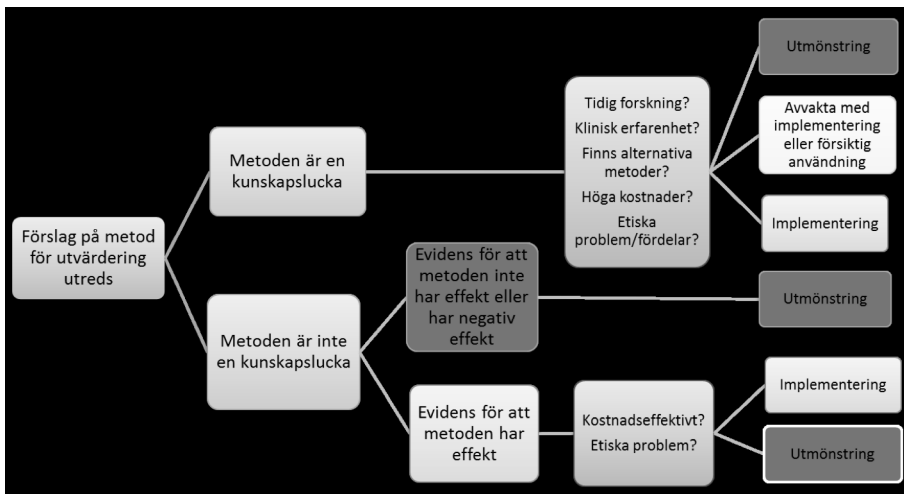 Förslag på metod
för utvärdering
utreds
Metoden är en
kunskapslucka
Tidig forskning?
Klinisk erfarenhet?
Finns alternativa
metoder?
Höga kostnader?
Etiska
problem/fördelar?
Utmönstring
Avvakta med
implementering
eller försiktig
användning
Implementering
Metoden är inte
en kunskapslucka
Evidens för att
metoden inte
har effekt eller
har negativ
effekt
Utmönstring
Evidens för att
metoden har
effekt
Kostnadseffektivt?
Etiska problem?
Implementering
Utmönstring